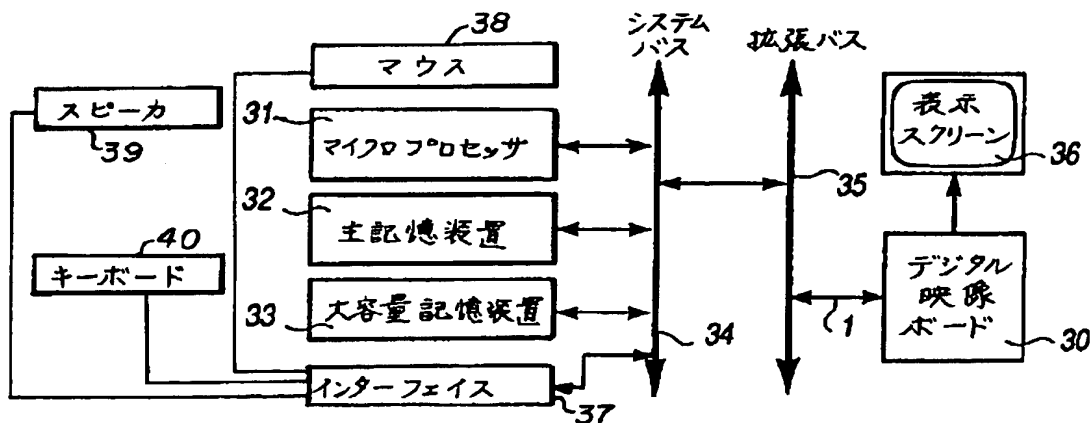 38
マウス
システム
バス
拡張バス
スピーカ
39
31
マイクロプロセッサ
32
主記憶装置
40
キーボード
33
大容量記憶装置
インターフェイス
37
34
35
表示
スクリーン
36
デジタル
映像
ボード
1
30